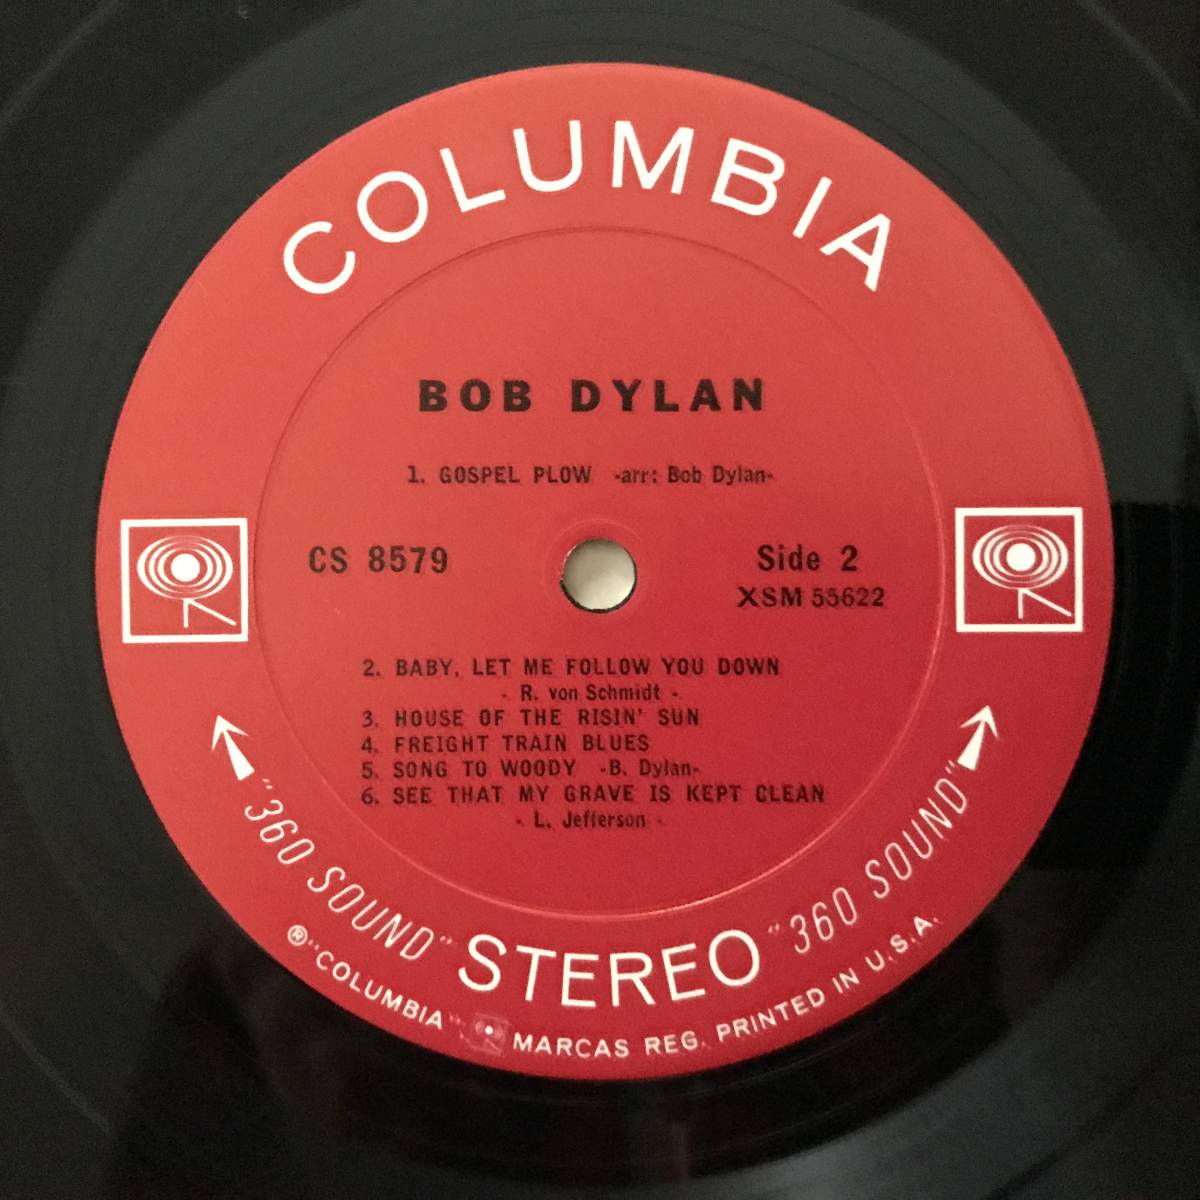 COLUMBIA
BOB DYLAN
1. GOSPEL PLOW -arr: Bob Dylan-
CS 8579
Side 2
XSM 55622
2. BABY, LET ME FOLLOW YOU DOWN
- R. von Schmidt -
3. HOUSE OF THE RISIN' SUN
4. FREIGHT TRAIN BLUES
5. SONG TO WOODY -B. Dylan-
6. SEE THAT MY GRAVE IS KEPT CLEAN
- L. Jefferson -
"360 SOUND" STEREO "360 SOUND"
® "COLUMBIA" MARCAS REG. PRINTED IN U.S.A.